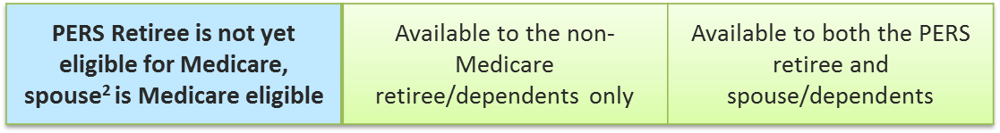 PERS Retiree is not yet
eligible for Medicare,
spouse² is Medicare eligible
Available to the non-
Medicare
retiree/dependents only
Available to both the PERS
retiree and
spouse/dependents